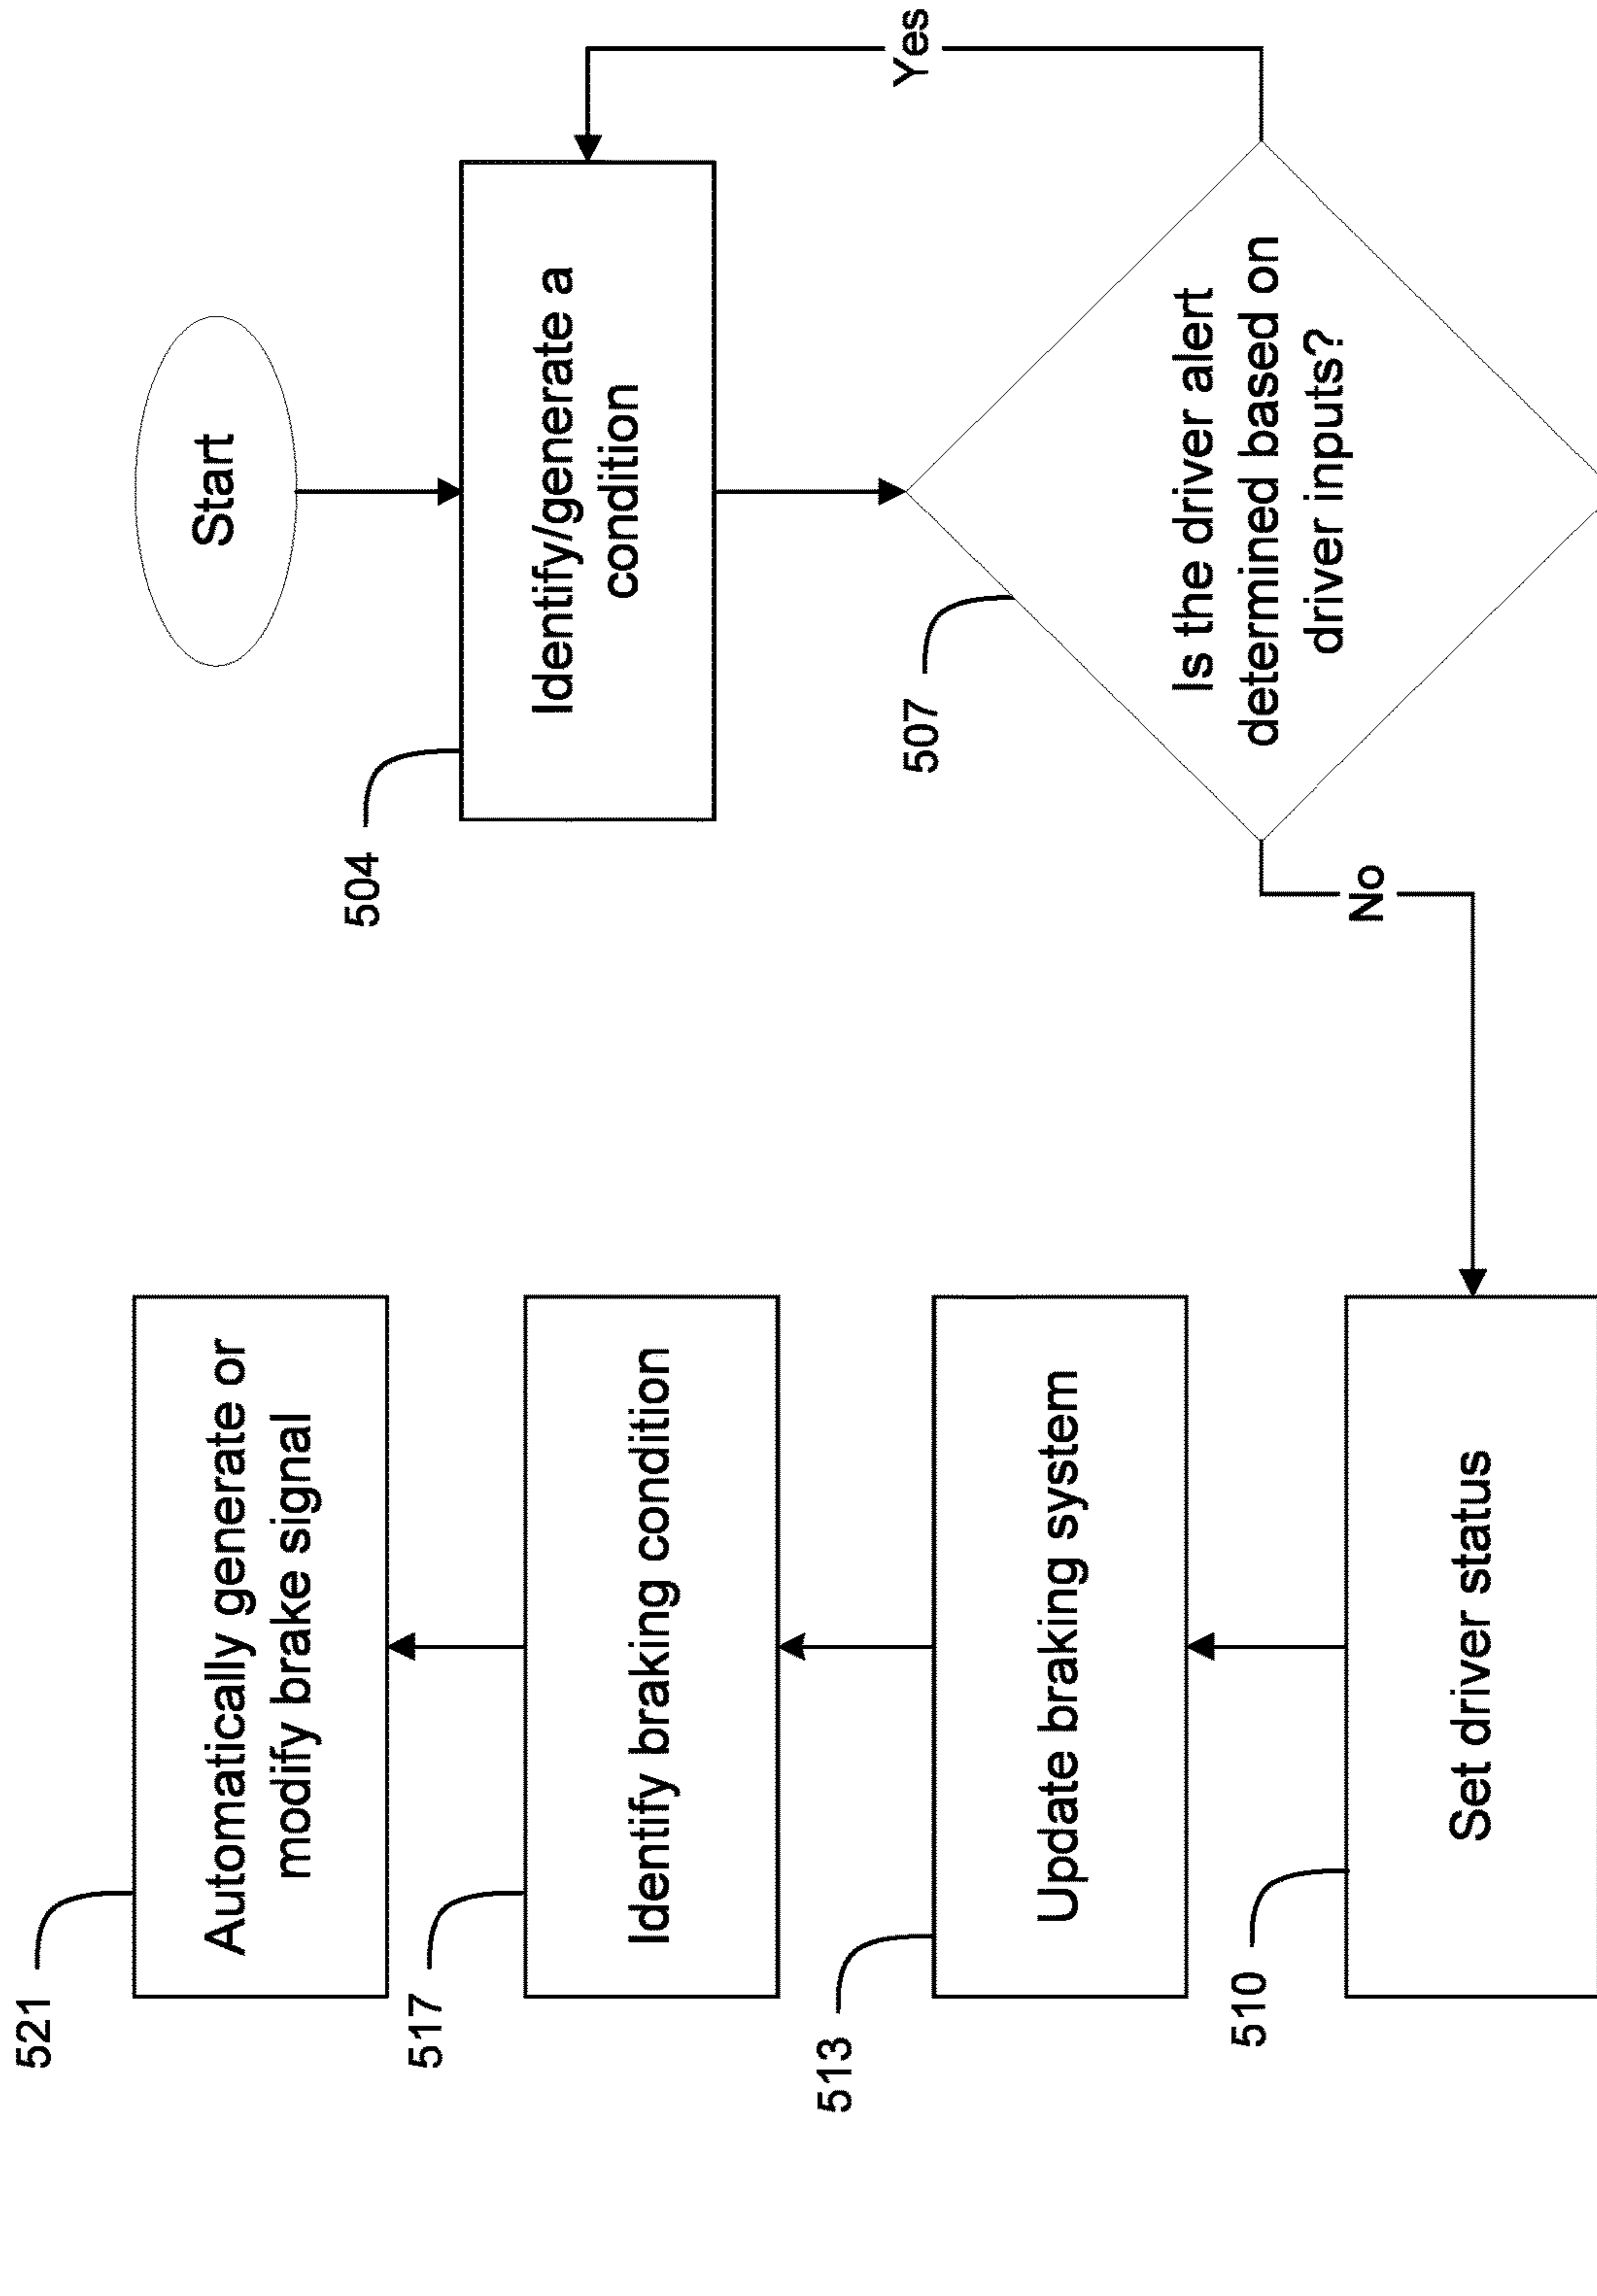 Start
504
Identify/generate a
condition
507
Is the driver alert
determined based on
driver inputs?
Yes
No
510
Set driver status
513
Update braking system
517
Identify braking condition
521
Automatically generate or
modify brake signal